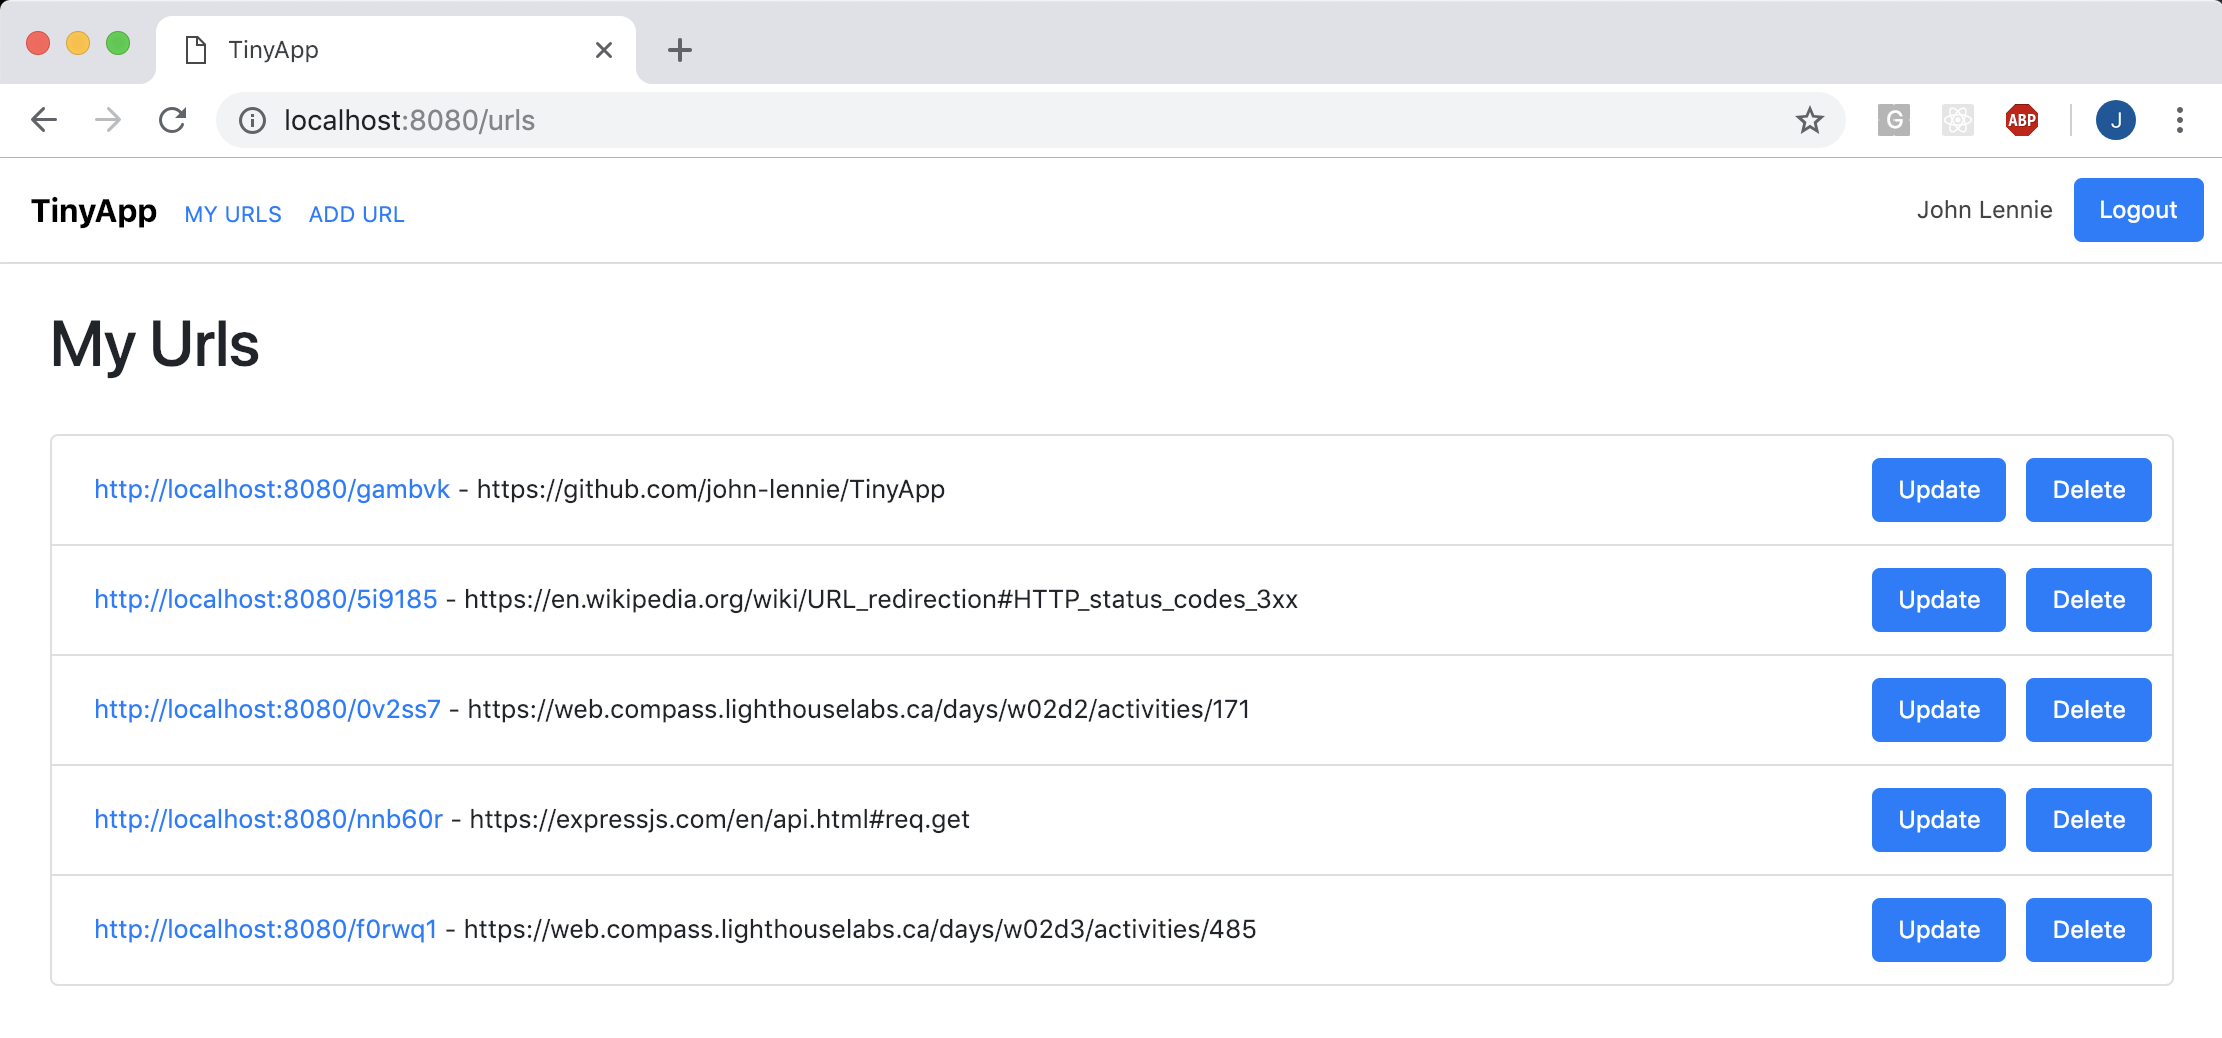 TinyApp
localhost:8080/urls
G
ABP
J
TinyApp MY URLS ADD URL John Lennie Logout
My Urls
http://localhost:8080/gambvk - https://github.com/john-lennie/TinyApp Update Delete
http://localhost:8080/5i9185 - https://en.wikipedia.org/wiki/URL_redirection#HTTP_status_codes_3xx Update Delete
http://localhost:8080/0v2ss7 - https://web.compass.lighthouselabs.ca/days/w02d2/activities/171 Update Delete
http://localhost:8080/nnb60r - https://expressjs.com/en/api.html#req.get Update Delete
http://localhost:8080/f0rwq1 - https://web.compass.lighthouselabs.ca/days/w02d3/activities/485 Update Delete